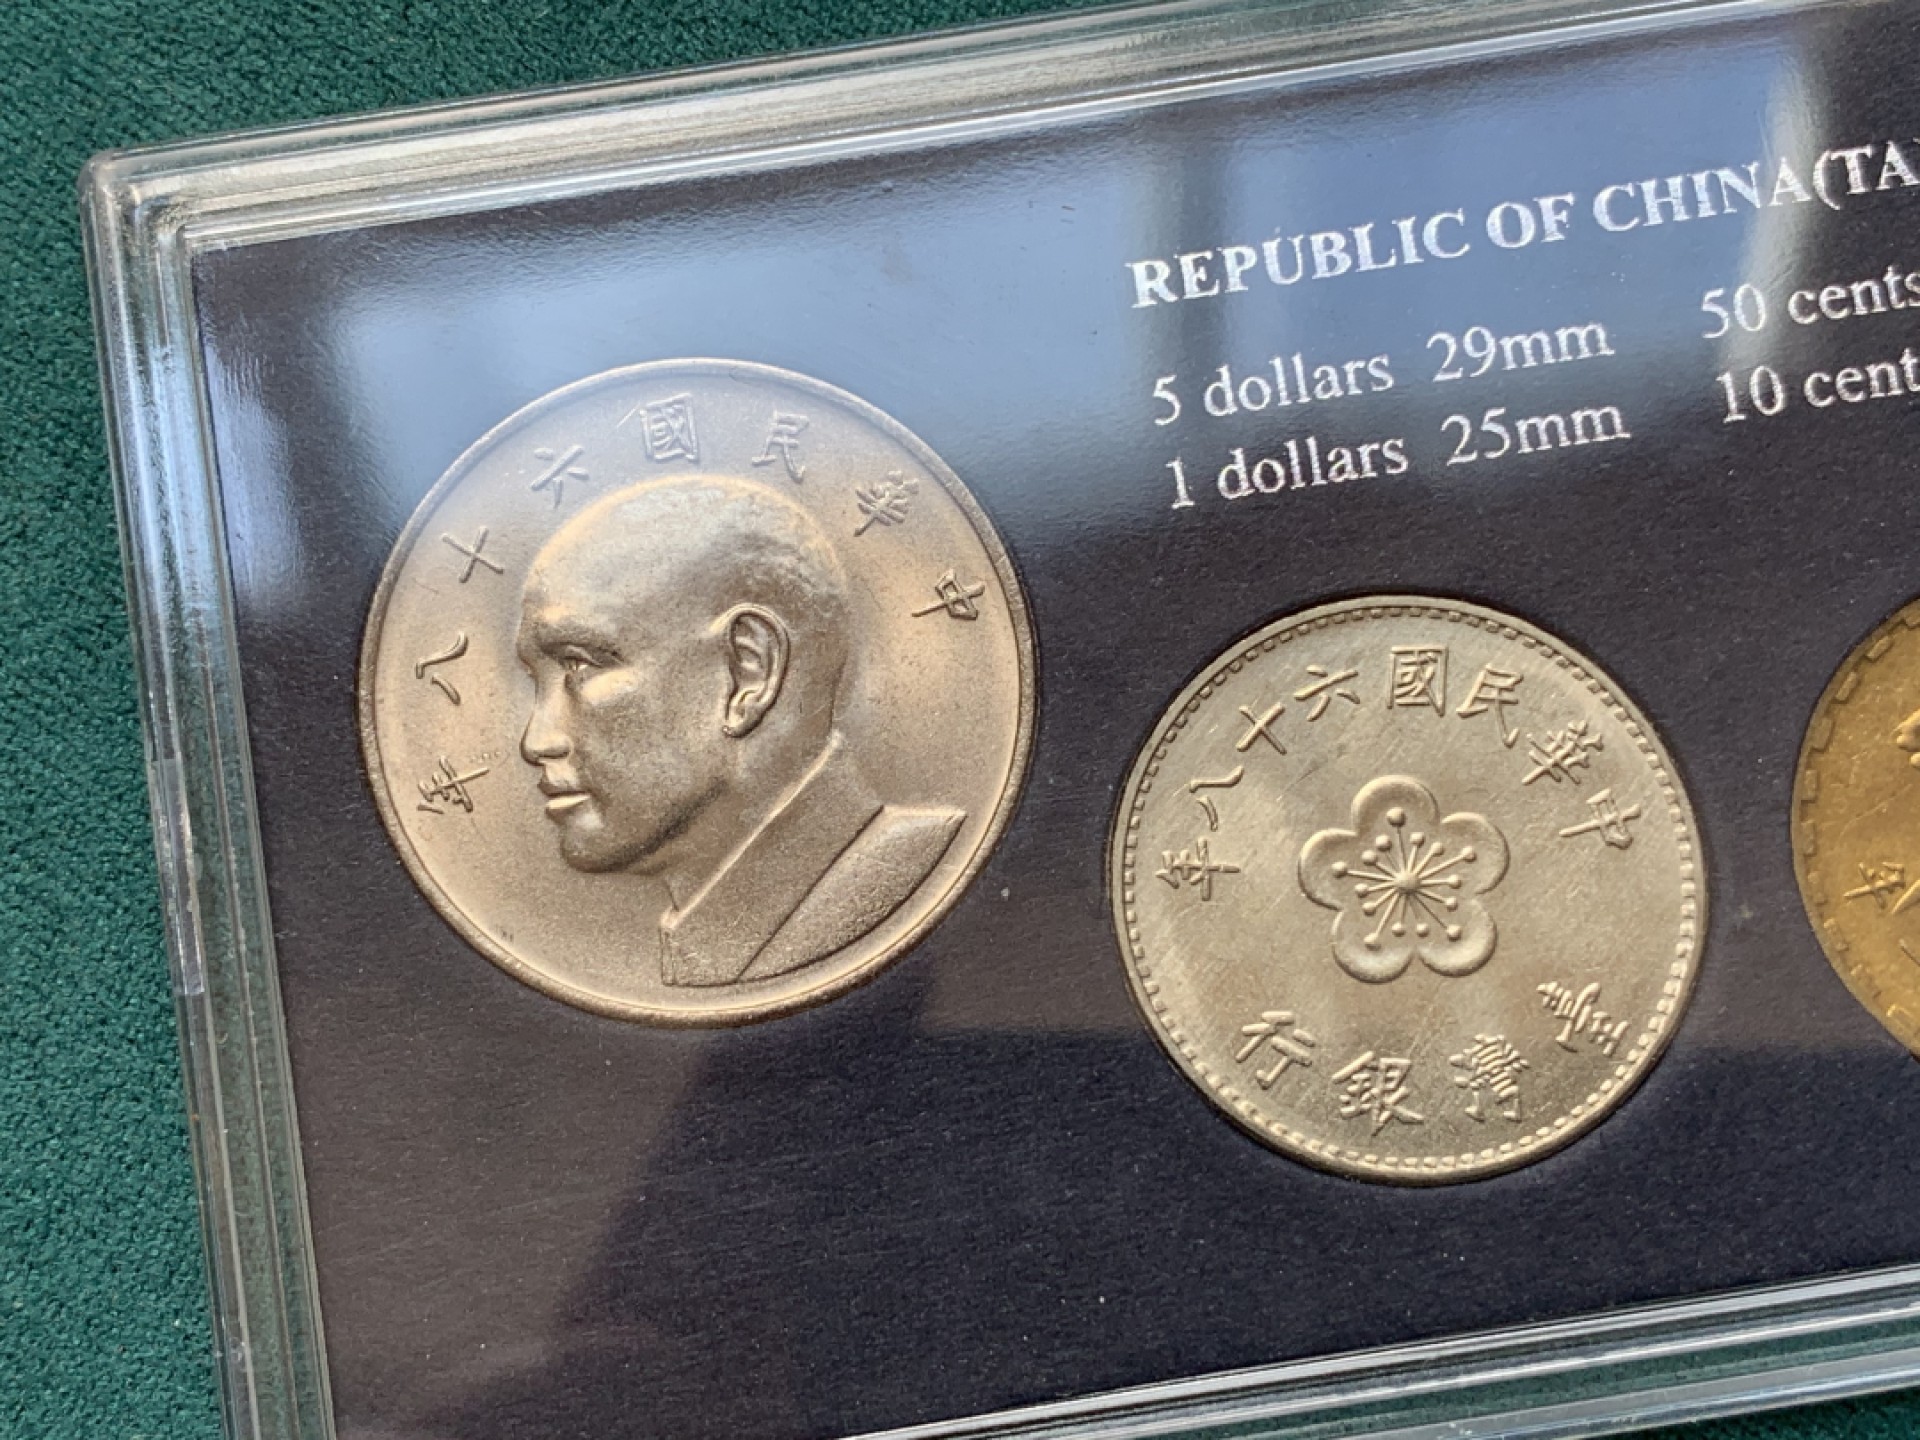 REPUBLIC OF CHINA(TA
5 dollars 29mm 50 cents
1 dollars 25mm 10 cent
中華民國六十八年
中華民國六十八年
臺灣銀行